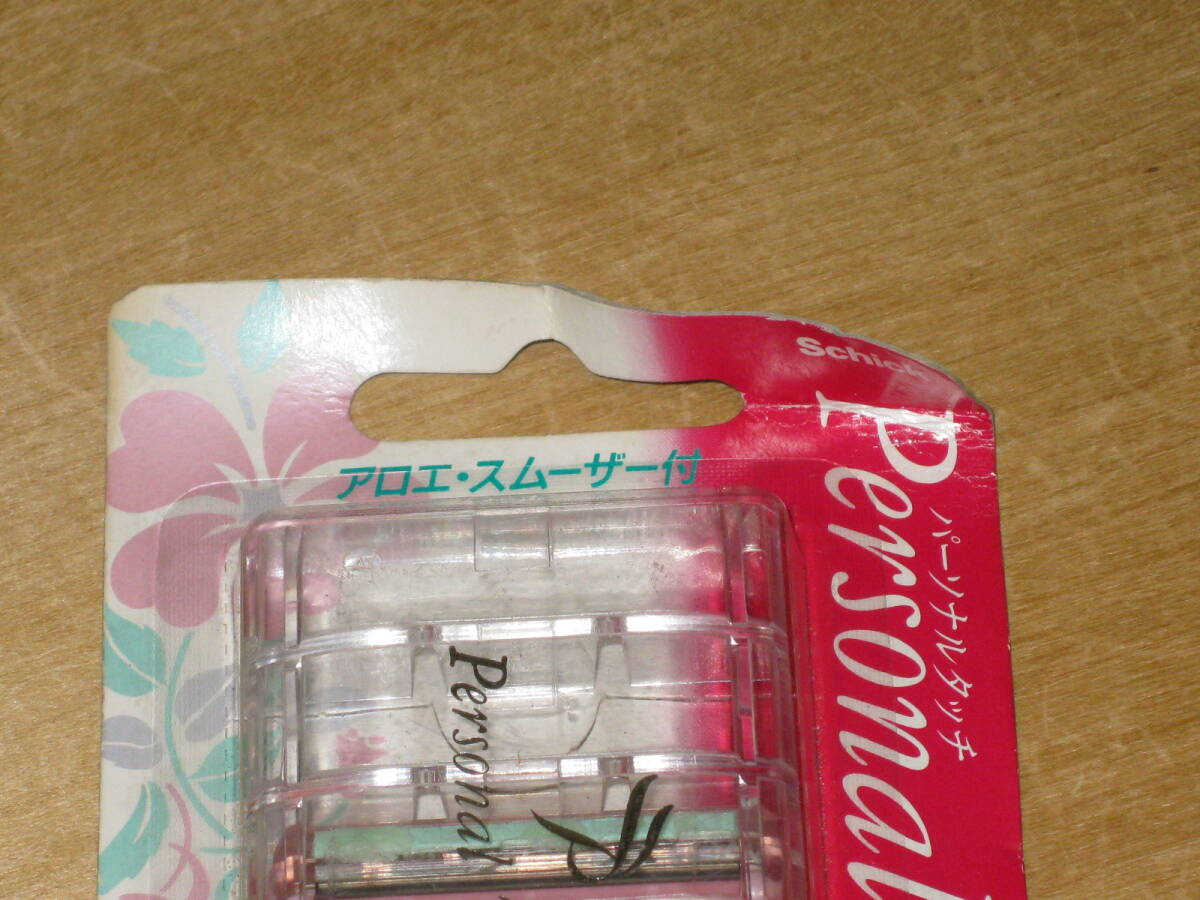 Schick
Personal
パーソナルタッチ
アロエ・スムーザー付
Personal